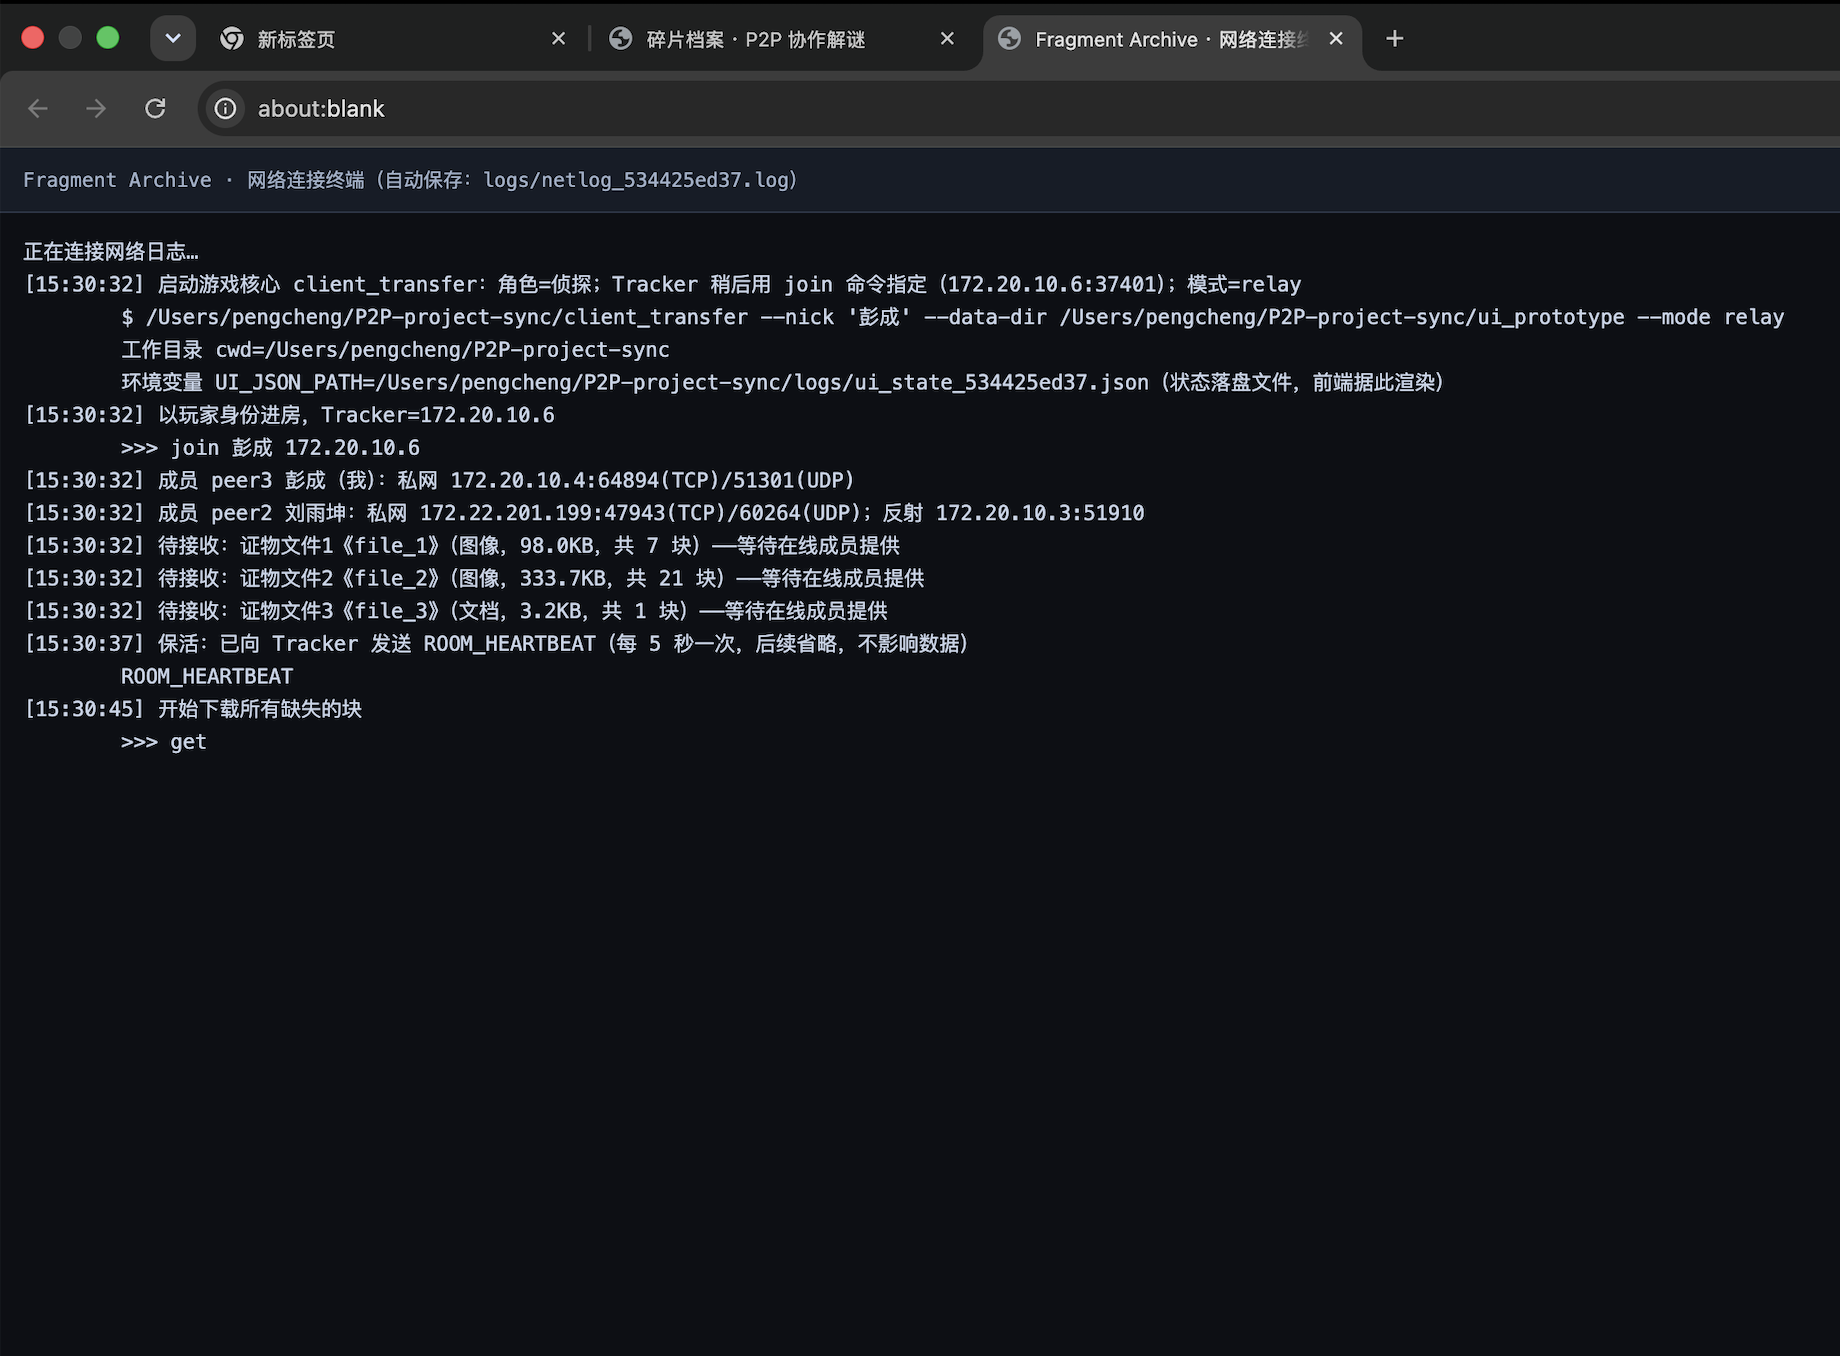 新标签页
碎片档案 · P2P 协作解谜
Fragment Archive · 网络连接
about:blank
Fragment Archive · 网络连接终端（自动保存：logs/netlog_534425ed37.log）
正在连接网络日志…
[15:30:32] 启动游戏核心 client_transfer：角色=侦探；Tracker 稍后用 join 命令指定（172.20.10.6:37401）；模式=relay
$ /Users/pengcheng/P2P-project-sync/client_transfer --nick '彭成' --data-dir /Users/pengcheng/P2P-project-sync/ui_prototype --mode relay
工作目录 cwd=/Users/pengcheng/P2P-project-sync
环境变量 UI_JSON_PATH=/Users/pengcheng/P2P-project-sync/logs/ui_state_534425ed37.json（状态落盘文件，前端据此渲染）
[15:30:32] 以玩家身份进房，Tracker=172.20.10.6
>>> join 彭成 172.20.10.6
[15:30:32] 成员 peer3 彭成（我）：私网 172.20.10.4:64894(TCP)/51301(UDP)
[15:30:32] 成员 peer2 刘雨坤：私网 172.22.201.199:47943(TCP)/60264(UDP)；反射 172.20.10.3:51910
[15:30:32] 待接收：证物文件1《file_1》（图像，98.0KB，共 7 块）——等待在线成员提供
[15:30:32] 待接收：证物文件2《file_2》（图像，333.7KB，共 21 块）——等待在线成员提供
[15:30:32] 待接收：证物文件3《file_3》（文档，3.2KB，共 1 块）——等待在线成员提供
[15:30:37] 保活：已向 Tracker 发送 ROOM_HEARTBEAT（每 5 秒一次，后续省略，不影响数据）
ROOM_HEARTBEAT
[15:30:45] 开始下载所有缺失的块
>>> get